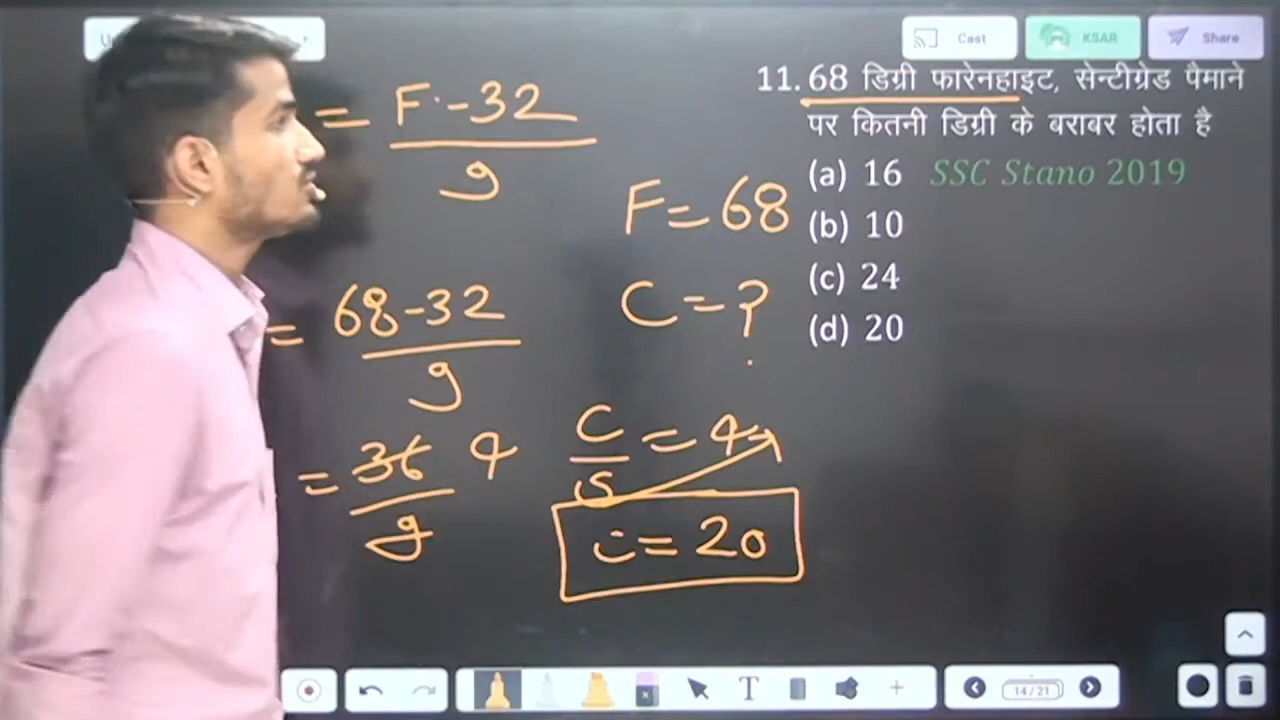 Cast
KSAR
Share
= F - 32
9
11. 68 डिग्री फारेनहाइट, सेन्टीग्रेड पैमाने
पर कितनी डिग्री के बराबर होता है
(a) 16 SSC Stano 2019
(b) 10
(c) 24
(d) 20
F = 68
C = ?
= 68 - 32
9
= 36 4
9
C = 4
5
C = 20
T
14/21